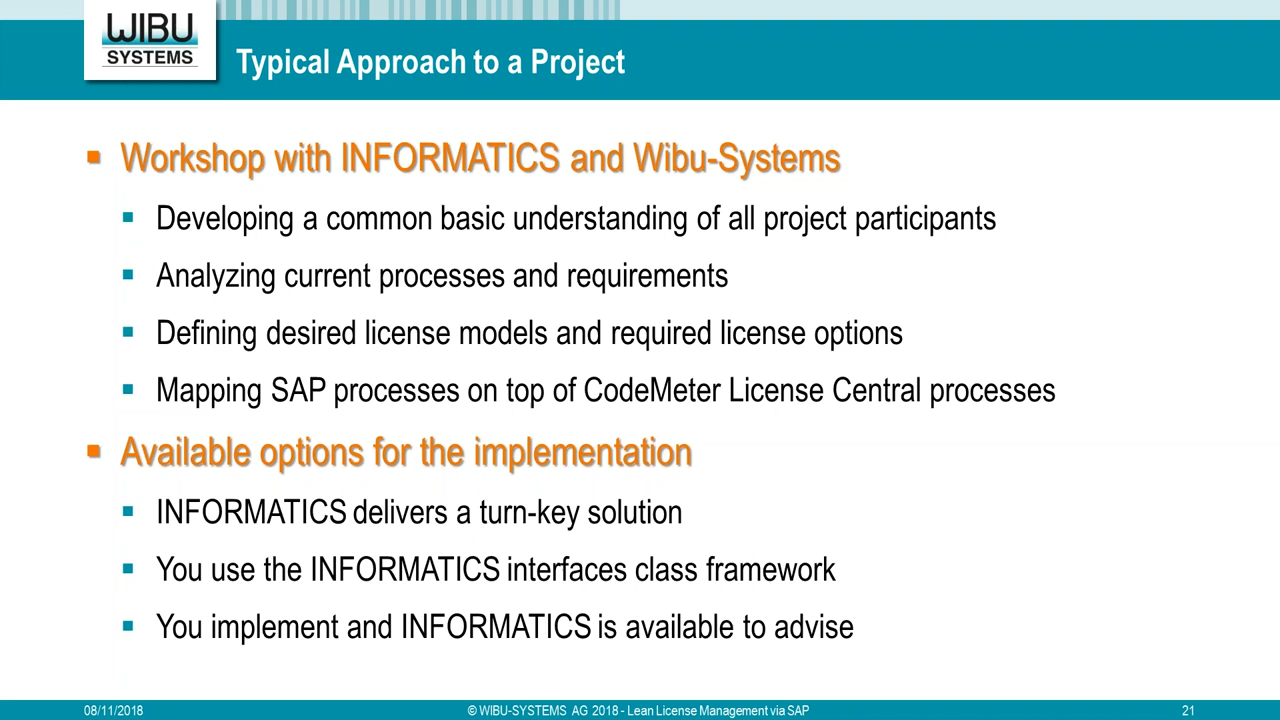 WIBU
SYSTEMS
Typical Approach to a Project
Workshop with INFORMATICS and Wibu-Systems
Developing a common basic understanding of all project participants
Analyzing current processes and requirements
Defining desired license models and required license options
Mapping SAP processes on top of CodeMeter License Central processes
Available options for the implementation
INFORMATICS delivers a turn-key solution
You use the INFORMATICS interfaces class framework
You implement and INFORMATICS is available to advise
08/11/2018
© WIBU-SYSTEMS AG 2018 - Lean License Management via SAP
21